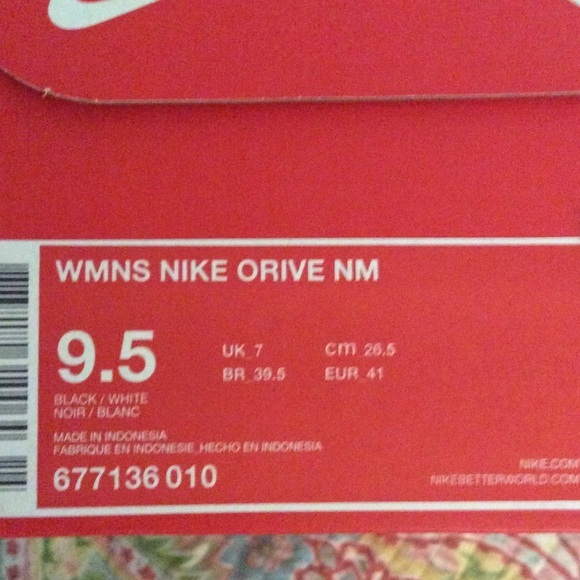 WMNS NIKE ORIVE NM
9.5
UK 7 cm 26.5
BR 39.5 EUR 41
BLACK / WHITE
NOIR / BLANC
MADE IN INDONESIA
FABRIQUE EN INDONESIE, HECHO EN INDONESIA
677136 010
NIKE.COM
NIKEBETTERWORLD.COM